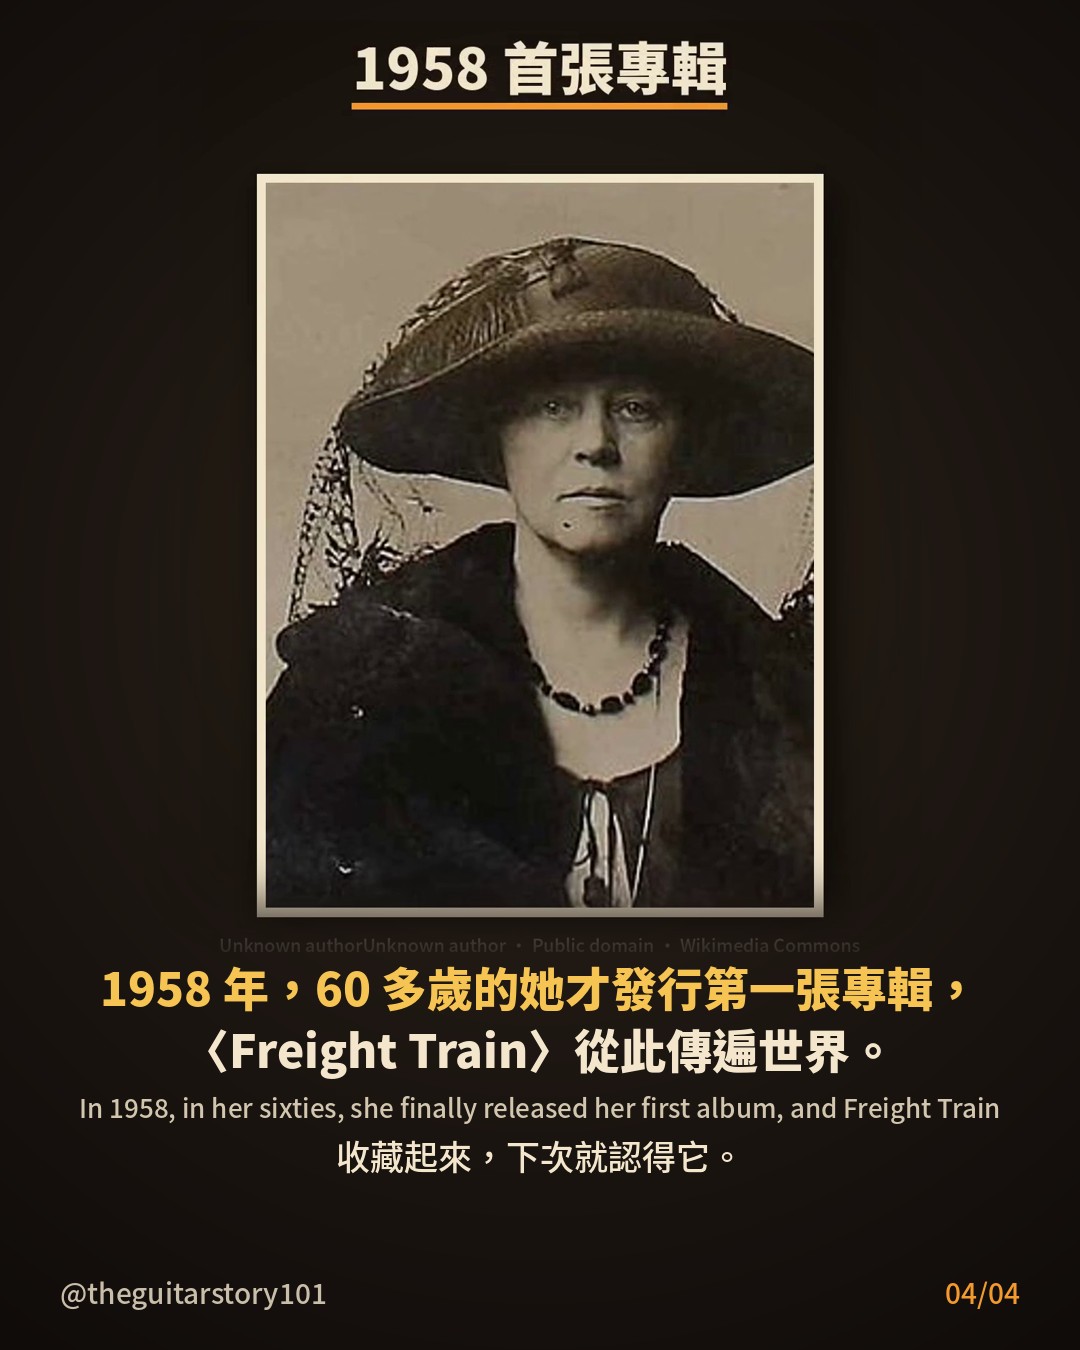 1958 首張專輯
Unknown authorUnknown author · Public domain · Wikimedia Commons
1958 年，60 多歲的她才發行第一張專輯，
〈Freight Train〉從此傳遍世界。
In 1958, in her sixties, she finally released her first album, and Freight Train
收藏起來，下次就認得它。
@theguitarstory101
04/04